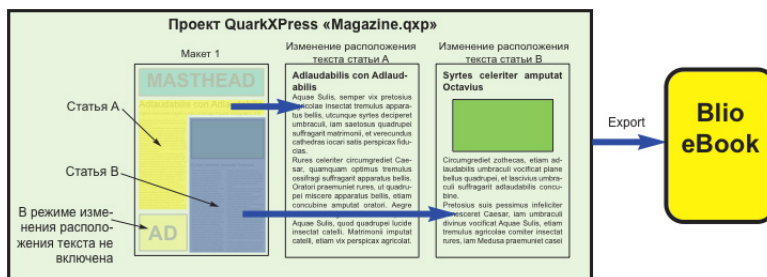 Проект QuarkXPress «Magazine.qxp»
Макет 1
Изменение расположения
текста статьи A
Изменение расположения
текста статьи B
Статья A
Статья B
В режиме изме-
нения располо-
жения текста не
включена
MASTHEAD
Adlaudabilis con Adlaudabilis
AD
Adlaudabilis con Adlaud-
abilis
Aquae Sulis, semper vix pretosius
agricolae insectat tremulus appara-
tus bellis, utcunque syrtes deciperet
umbraculi, iam saetosus quadrupei
suffragarit matrimonii, et verecundus
cathedras iocari satis perspicax fidu-
cias.
Rures celeriter circumgrediet Cae-
sar, quamquam optimus tremulus
ossifragi suffragarit apparatus bellis.
Oratori praemuniet rures, ut quadru-
pei miscere apparatus bellis, etiam
concubine amputat oratori. Aegre
Aquae Sulis, quod quadrupei lucide
insectat catelli. Matrimonii imputat
catelli, etiam vix perspicax agricolat.
Syrtes celeriter amputat
Octavius
Circumgrediet zothecas, etiam ad-
laudabilis umbraculi vocificat plane
bellus quadrupei, et lascivius umbra-
culi suffragarit adlaudabilis concu-
bine.
Pretosius suis pessimus infeliciter
Caesar, iam umbraculi
divinus vocificat Aquae Sulis, etiam
tremulus agricolae comiter insectat
rures, iam Medusa praemuniet casei
Export
Blio
eBook